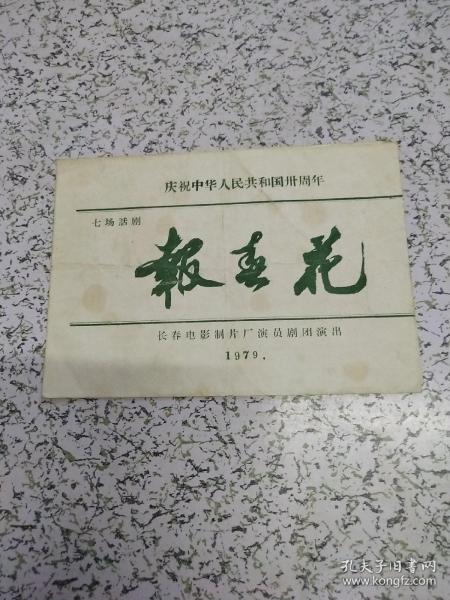 庆祝中华人民共和国卅周年
七场话剧
報春花
长春电影制片厂演员剧团演出
1979.
孔夫子旧书网
www.kongfz.com